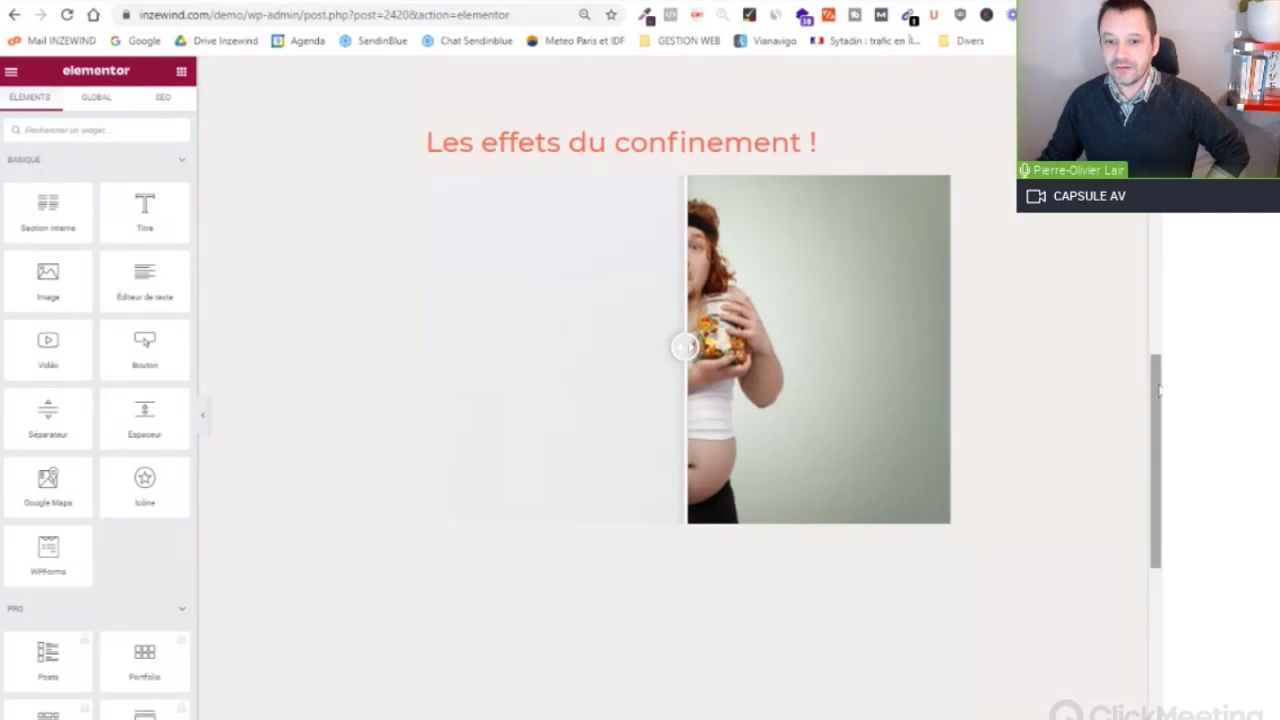 inzewind.com/demo/wp-admin/post.php?post=2420&action=elementor
Mail INZEWIND
Google
Drive Inzewind
Agenda
SendinBlue
Chat Sendinblue
Meteo Paris et IDF
GESTION WEB
Vianavigo
Sytadin : trafic en Îl...
Divers
elementor
ÉLÉMENTS
GLOBAL
SEO
Rechercher un widget...
BASIQUE
Section interne
Titre
Image
Éditeur de texte
Vidéo
Bouton
Séparateur
Espaceur
Google Maps
Icône
WPForms
PRO
Posts
Portfolio
Les effets du confinement !
Pierre-Olivier Lair
CAPSULE AV
ClickMeeting